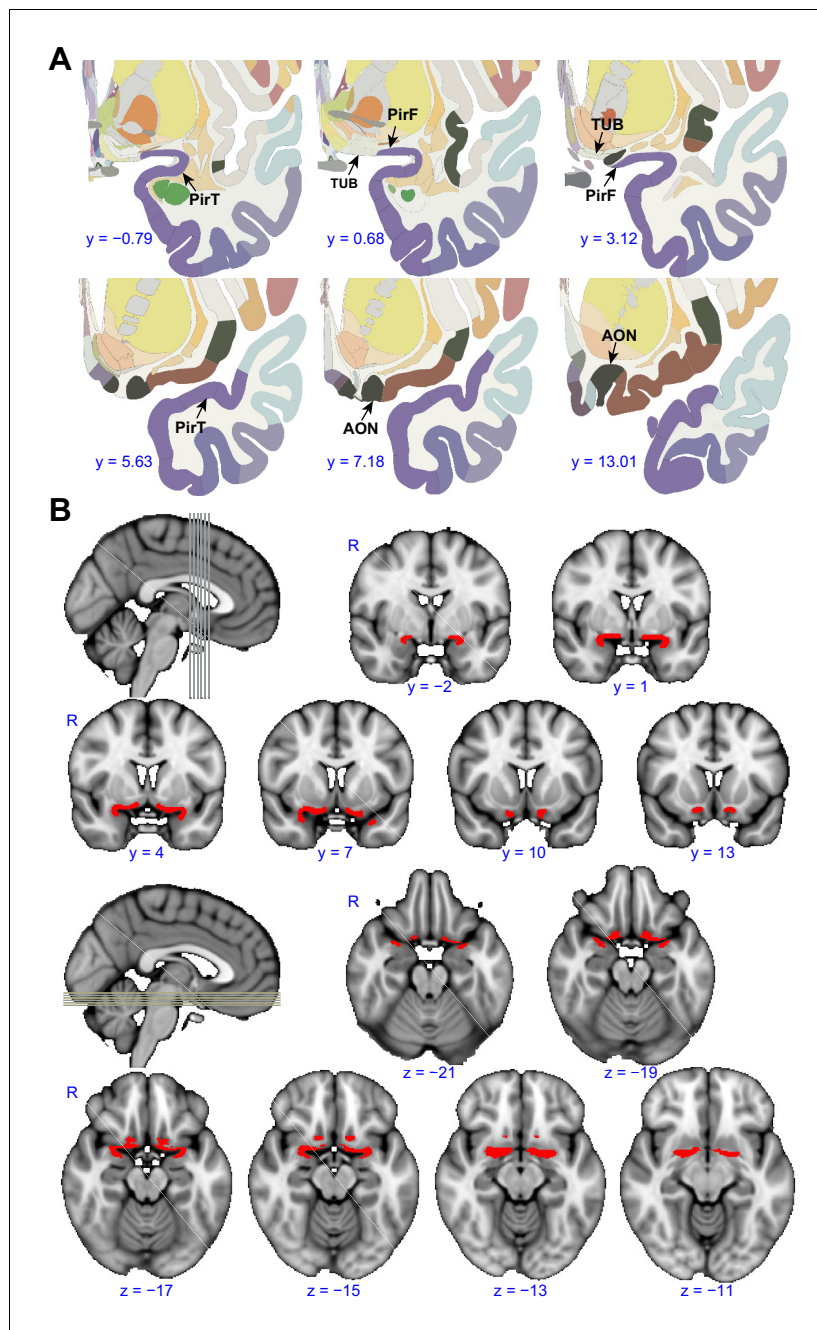 A
PirF
TUB
PirT
TUB
PirF
y = −0.79
y = 0.68
y = 3.12
AON
PirT
AON
y = 5.63
y = 7.18
y = 13.01
B
R
y = −2
y = 1
R
y = 4
y = 7
y = 10
y = 13
R
z = −21
z = −19
R
z = −17
z = −15
z = −13
z = −11